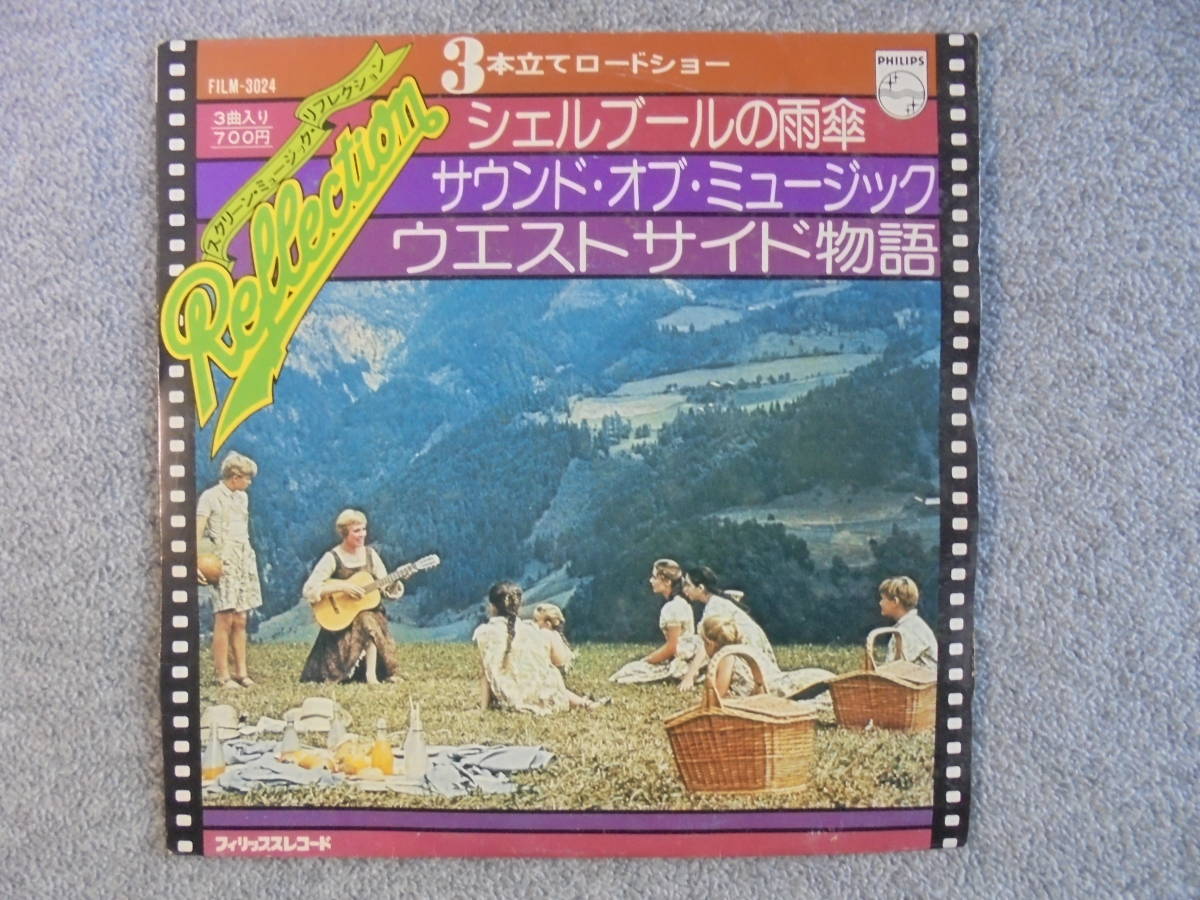 3本立てロードショー
PHILIPS
FILM-3024
3曲入り
700円
スクリーン・ミュージック・リフレクション
Reflection
シェルブールの雨傘
サウンド・オブ・ミュージック
ウエストサイド物語
フィリップスレコード